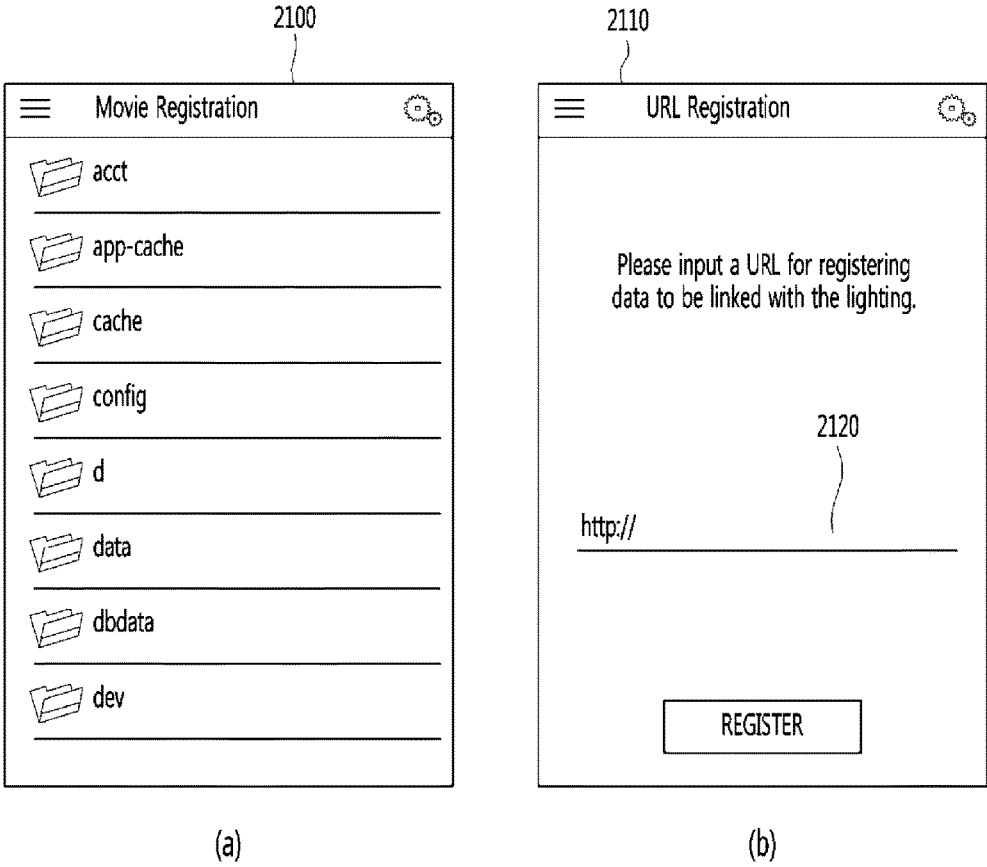 2100
Movie Registration
acct
app-cache
cache
config
d
data
dbdata
dev
(a)
2110
URL Registration
Please input a URL for registering
data to be linked with the lighting.
2120
http://
REGISTER
(b)